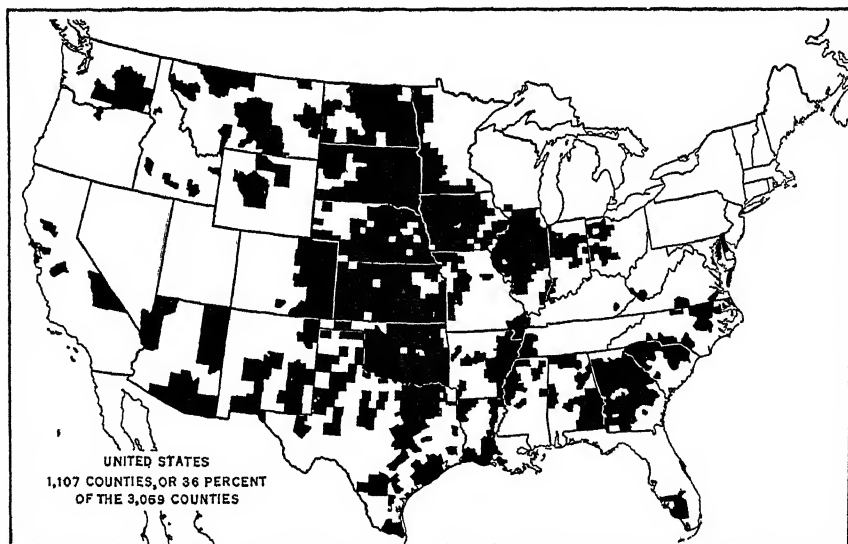 UNITED STATES
1,107 COUNTIES, OR 36 PERCENT
OF THE 3,069 COUNTIES